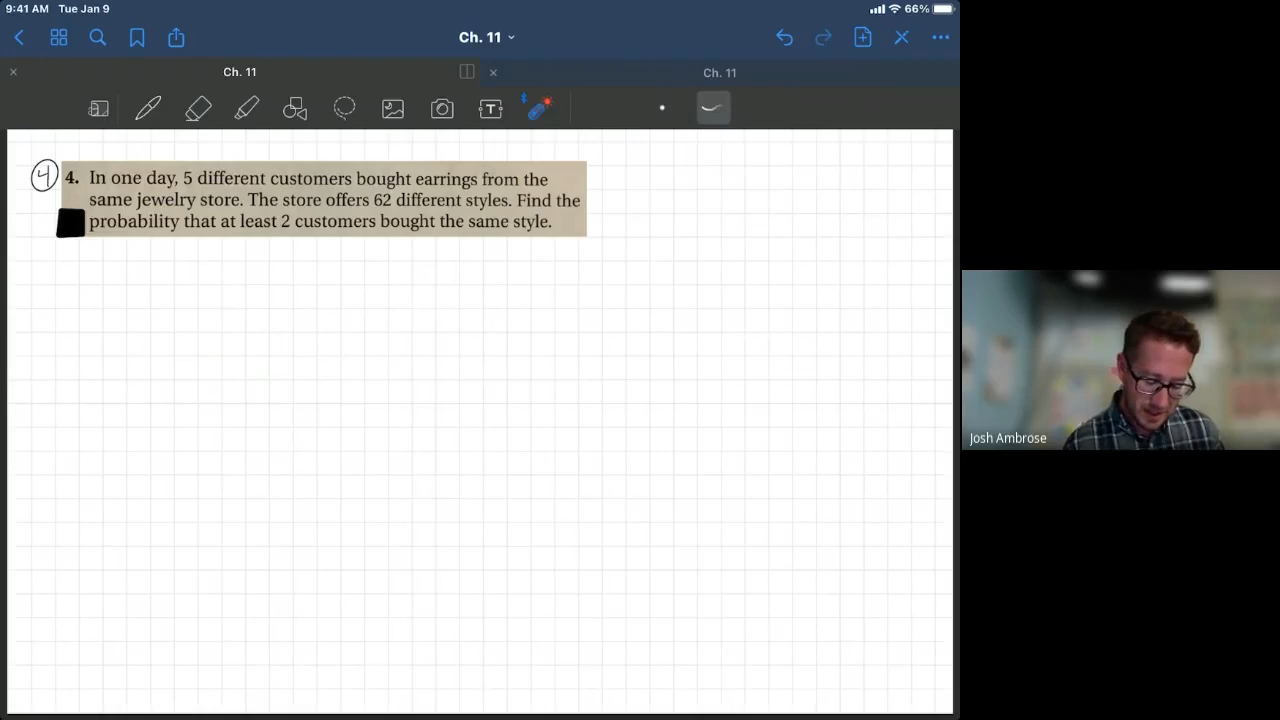 9:41 AM Tue Jan 9
66%
Ch. 11
Ch. 11
Ch. 11
T
4
4. In one day, 5 different customers bought earrings from the
same jewelry store. The store offers 62 different styles. Find the
probability that at least 2 customers bought the same style.
Josh Ambrose